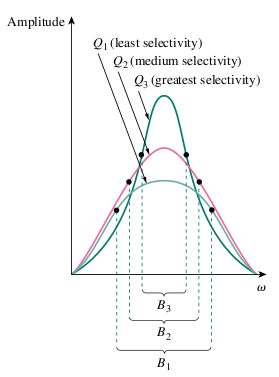 Amplitude
Q₁ (least selectivity)
Q₂ (medium selectivity)
Q₃ (greatest selectivity)
ω
B₃
B₂
B₁